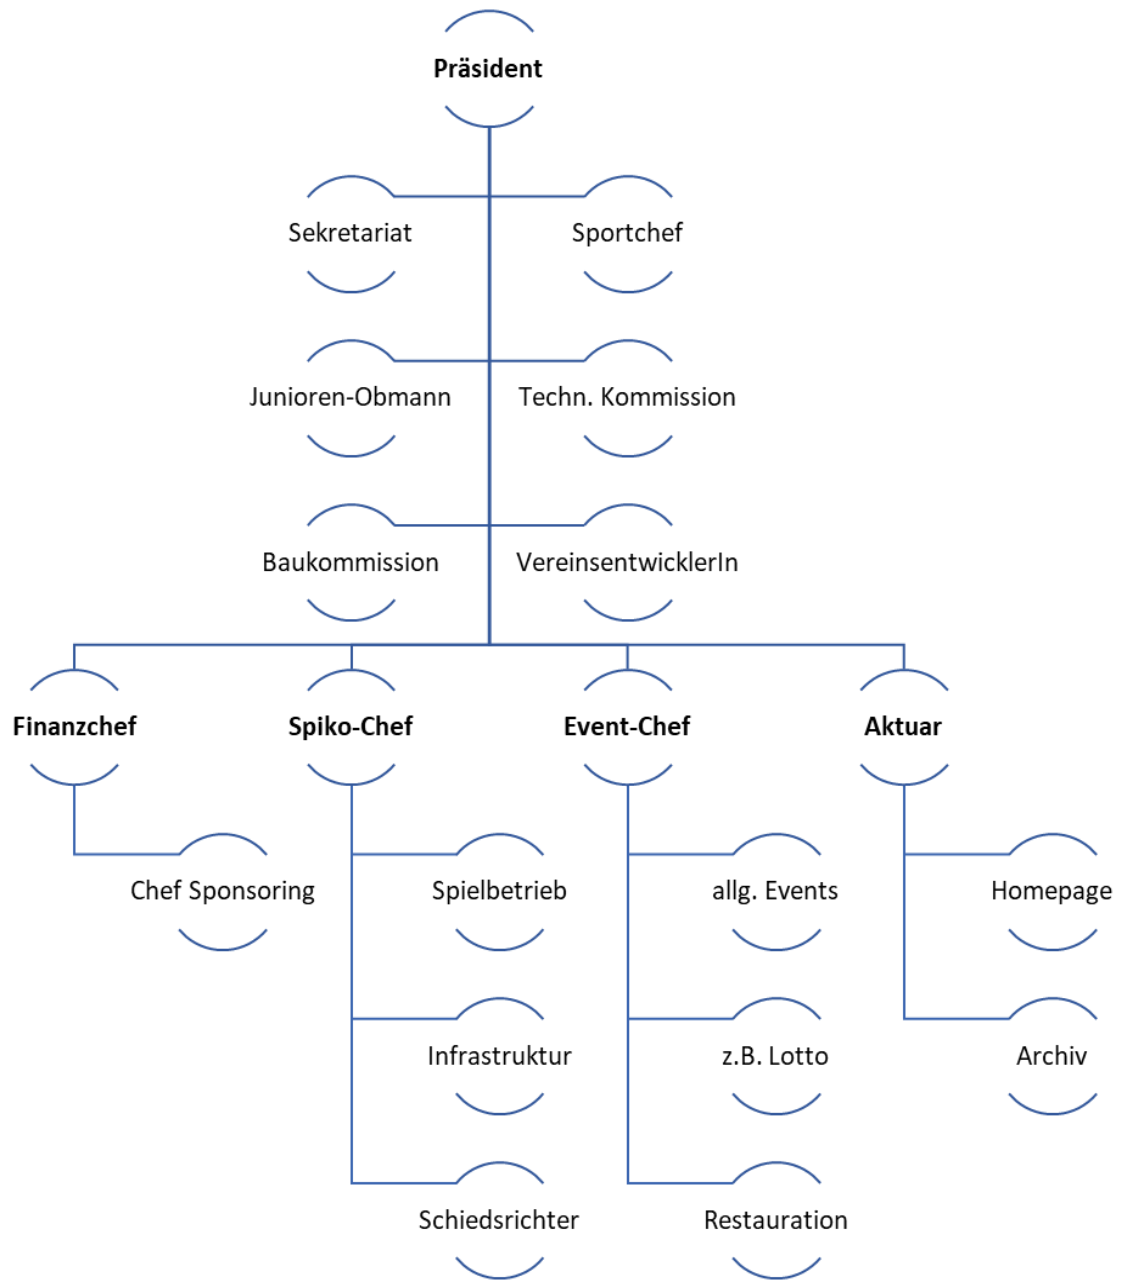 Präsident
Sekretariat
Sportchef
Junioren-Obmann
Techn. Kommission
Baukommission
VereinsentwicklerIn
Finanzchef
Spiko-Chef
Event-Chef
Aktuar
Chef Sponsoring
Spielbetrieb
allg. Events
Homepage
Infrastruktur
z.B. Lotto
Archiv
Schiedsrichter
Restauration